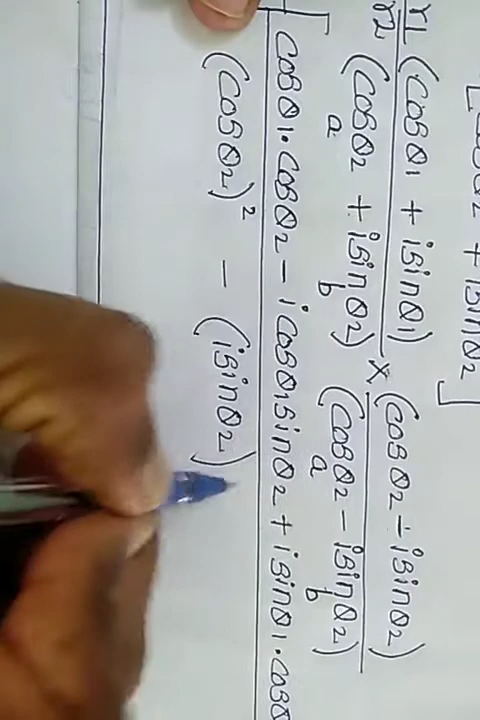 cosθ2 + isinθ2 ]
r1 (cosθ1 + isinθ1) × (cosθ2 - isinθ2)
r2 (cosθ2 + isinθ2) (cosθ2 - isinθ2)
a b a b
[ cosθ1.cosθ2 - icosθ1sinθ2 + isinθ1.cosθ
(cosθ2)² - (isinθ2)